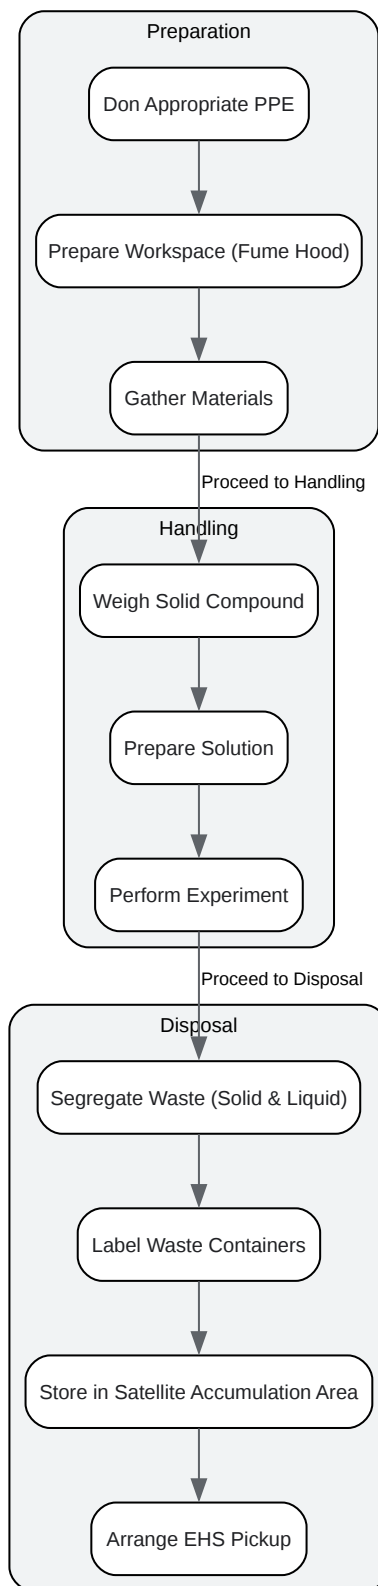 Preparation
Don Appropriate PPE
Prepare Workspace (Fume Hood)
Gather Materials
Proceed to Handling
Handling
Weigh Solid Compound
Prepare Solution
Perform Experiment
Proceed to Disposal
Disposal
Segregate Waste (Solid & Liquid)
Label Waste Containers
Store in Satellite Accumulation Area
Arrange EHS Pickup